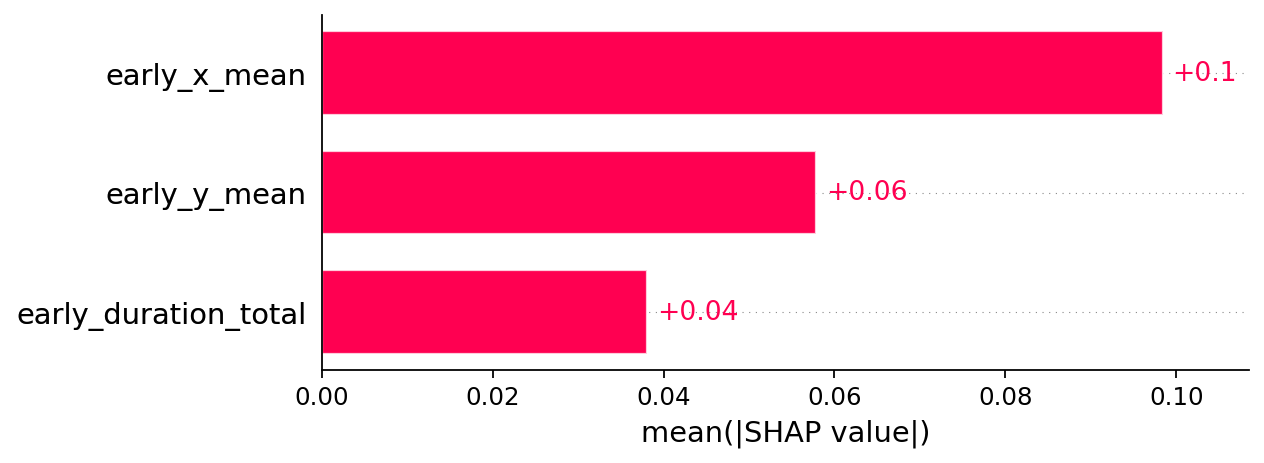 early_x_mean
+0.1
early_y_mean
+0.06
early_duration_total
+0.04
0.00 0.02 0.04 0.06 0.08 0.10
mean(|SHAP value|)